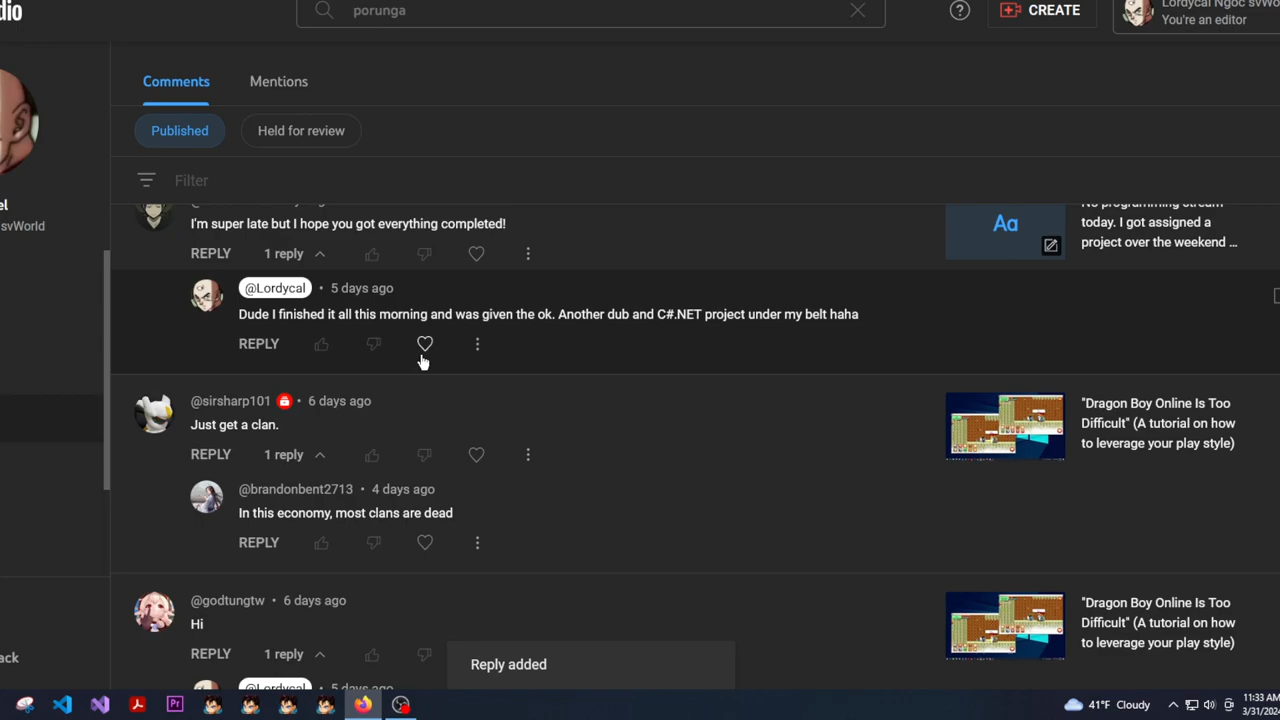 dio
porunga
CREATE
Lordycal Ngoc svWorl
You're an editor
Comments
Mentions
Published
Held for review
Filter
el
svWorld
I'm super late but I hope you got everything completed!
REPLY
1 reply
Aa
No programming stream
today. I got assigned a
project over the weekend ...
@Lordycal • 5 days ago
Dude I finished it all this morning and was given the ok. Another dub and C#.NET project under my belt haha
REPLY
@sirsharp101 • 6 days ago
Just get a clan.
REPLY
1 reply
"Dragon Boy Online Is Too
Difficult" (A tutorial on how
to leverage your play style)
@brandonbent2713 • 4 days ago
In this economy, most clans are dead
REPLY
@godtungtw • 6 days ago
Hi
REPLY
1 reply
"Dragon Boy Online Is Too
Difficult" (A tutorial on how
to leverage your play style)
@Lordycal • 5 days ago
ack
Reply added
Pr
41°F Cloudy
11:33 AM
3/31/202